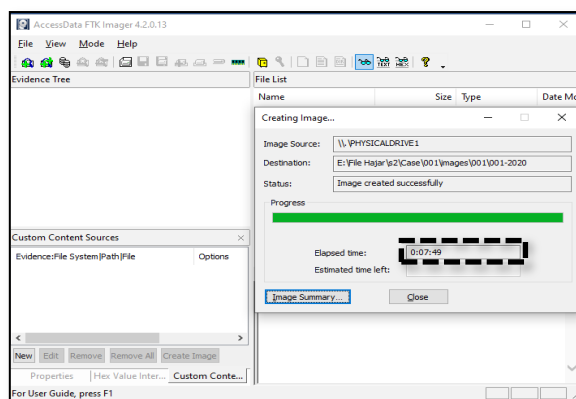 AccessData FTK Imager 4.2.0.13
File View Mode Help
Evidence Tree
File List
Name Size Type Date Mo
Creating Image...
Image Source: \\.\PHYSICALDRIVE1
Destination: E:\File Hajar\s2\Case\001\images\001\001-2020
Status: Image created successfully
Progress
Elapsed time: 0:07:49
Estimated time left:
Image Summary... Close
Custom Content Sources
Evidence:File System|Path|File Options
New Edit Remove Remove All Create Image
Properties Hex Value Inter... Custom Conte...
For User Guide, press F1